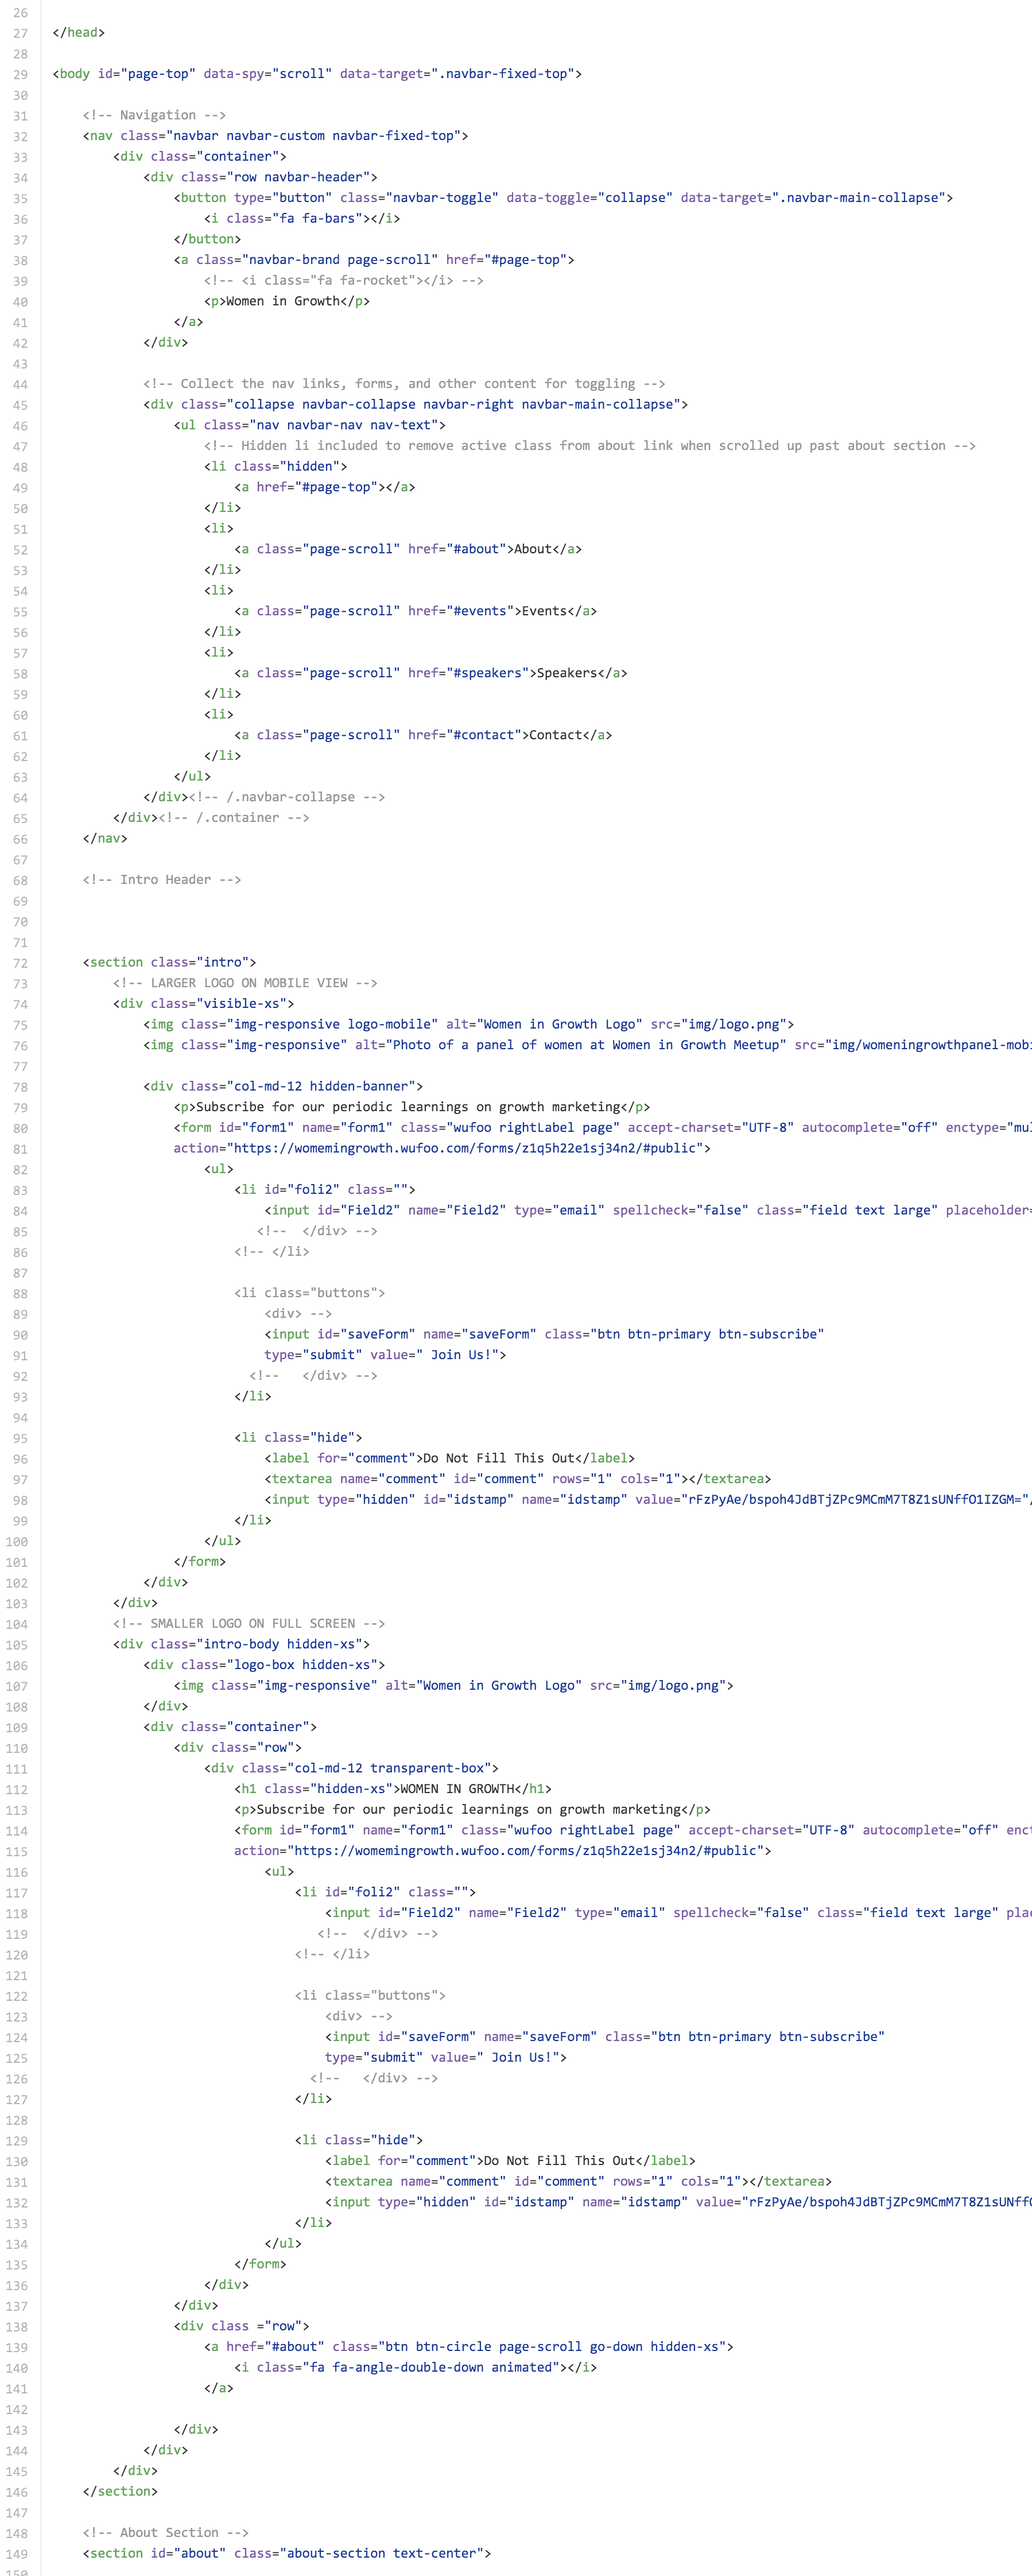 26
27 </head>
28
29 <body id="page-top" data-spy="scroll" data-target=".navbar-fixed-top">
30
31     <!-- Navigation -->
32     <nav class="navbar navbar-custom navbar-fixed-top">
33         <div class="container">
34             <div class="row navbar-header">
35                 <button type="button" class="navbar-toggle" data-toggle="collapse" data-target=".navbar-main-collapse">
36                     <i class="fa fa-bars"></i>
37                 </button>
38                 <a class="navbar-brand page-scroll" href="#page-top">
39                     <!-- <i class="fa fa-rocket"></i> -->
40                     <p>Women in Growth</p>
41                 </a>
42             </div>
43
44             <!-- Collect the nav links, forms, and other content for toggling -->
45             <div class="collapse navbar-collapse navbar-right navbar-main-collapse">
46                 <ul class="nav navbar-nav nav-text">
47                     <!-- Hidden li included to remove active class from about link when scrolled up past about section -->
48                     <li class="hidden">
49                         <a href="#page-top"></a>
50                     </li>
51                     <li>
52                         <a class="page-scroll" href="#about">About</a>
53                     </li>
54                     <li>
55                         <a class="page-scroll" href="#events">Events</a>
56                     </li>
57                     <li>
58                         <a class="page-scroll" href="#speakers">Speakers</a>
59                     </li>
60                     <li>
61                         <a class="page-scroll" href="#contact">Contact</a>
62                     </li>
63                 </ul>
64             </div><!-- /.navbar-collapse -->
65         </div><!-- /.container -->
66     </nav>
67
68     <!-- Intro Header -->
69
70
71
72     <section class="intro">
73         <!-- LARGER LOGO ON MOBILE VIEW -->
74         <div class="visible-xs">
75             <img class="img-responsive logo-mobile" alt="Women in Growth Logo" src="img/logo.png">
76             <img class="img-responsive" alt="Photo of a panel of women at Women in Growth Meetup" src="img/womeningrowthpanel-mobi
77
78             <div class="col-md-12 hidden-banner">
79                 <p>Subscribe for our periodic learnings on growth marketing</p>
80                 <form id="form1" name="form1" class="wufoo rightLabel page" accept-charset="UTF-8" autocomplete="off" enctype="mul
81                 action="https://womemingrowth.wufoo.com/forms/z1q5h22e1sj34n2/#public">
82                     <ul>
83                         <li id="foli2" class="">
84                             <input id="Field2" name="Field2" type="email" spellcheck="false" class="field text large" placeholder=
85                            <!--  </div> -->
86                         <!-- </li>
87
88                         <li class="buttons">
89                             <div> -->
90                             <input id="saveForm" name="saveForm" class="btn btn-primary btn-subscribe"
91                             type="submit" value=" Join Us!">
92                           <!--   </div> -->
93                         </li>
94
95                         <li class="hide">
96                             <label for="comment">Do Not Fill This Out</label>
97                             <textarea name="comment" id="comment" rows="1" cols="1"></textarea>
98                             <input type="hidden" id="idstamp" name="idstamp" value="rFzPyAe/bspoh4JdBTjZPc9MCmM7T8Z1sUNffO1IZGM="/
99                         </li>
100                     </ul>
101                 </form>
102             </div>
103         </div>
104         <!-- SMALLER LOGO ON FULL SCREEN -->
105         <div class="intro-body hidden-xs">
106             <div class="logo-box hidden-xs">
107                 <img class="img-responsive" alt="Women in Growth Logo" src="img/logo.png">
108             </div>
109             <div class="container">
110                 <div class="row">
111                     <div class="col-md-12 transparent-box">
112                         <h1 class="hidden-xs">WOMEN IN GROWTH</h1>
113                         <p>Subscribe for our periodic learnings on growth marketing</p>
114                         <form id="form1" name="form1" class="wufoo rightLabel page" accept-charset="UTF-8" autocomplete="off" enct
115                         action="https://womemingrowth.wufoo.com/forms/z1q5h22e1sj34n2/#public">
116                             <ul>
117                                 <li id="foli2" class="">
118                                     <input id="Field2" name="Field2" type="email" spellcheck="false" class="field text large" plac
119                                    <!--  </div> -->
120                                 <!-- </li>
121
122                                 <li class="buttons">
123                                     <div> -->
124                                     <input id="saveForm" name="saveForm" class="btn btn-primary btn-subscribe"
125                                     type="submit" value=" Join Us!">
126                                   <!--   </div> -->
127                                 </li>
128
129                                 <li class="hide">
130                                     <label for="comment">Do Not Fill This Out</label>
131                                     <textarea name="comment" id="comment" rows="1" cols="1"></textarea>
132                                     <input type="hidden" id="idstamp" name="idstamp" value="rFzPyAe/bspoh4JdBTjZPc9MCmM7T8Z1sUNffO
133                                 </li>
134                             </ul>
135                         </form>
136                     </div>
137                 </div>
138                 <div class ="row">
139                     <a href="#about" class="btn btn-circle page-scroll go-down hidden-xs">
140                         <i class="fa fa-angle-double-down animated"></i>
141                     </a>
142
143                 </div>
144             </div>
145         </div>
146     </section>
147
148     <!-- About Section -->
149     <section id="about" class="about-section text-center">
150